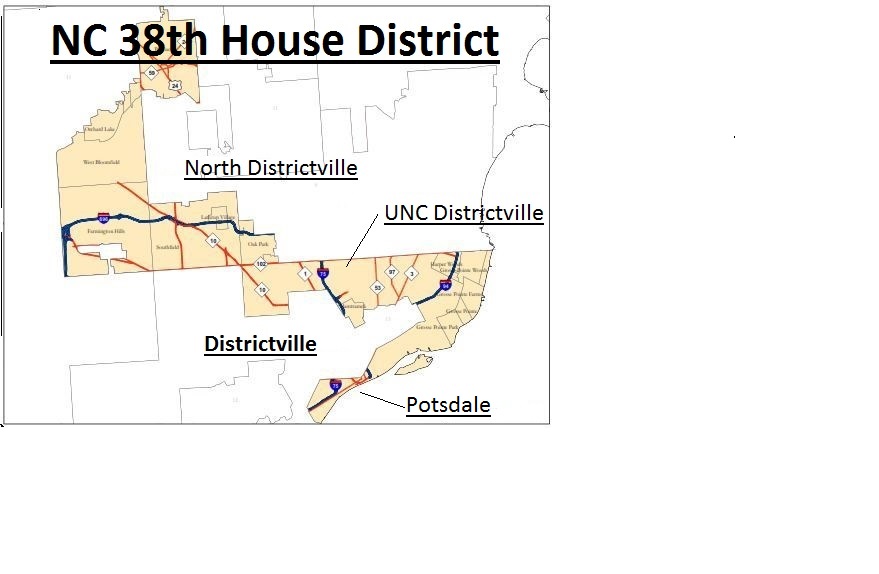 NC 38th House District
59
24
Orchard Lake
West Bloomfield
North Districtville
UNC Districtville
696
Lathrup Village
Farmington Hills
Southfield
10
Oak Park
102
Harper Woods
Grosse Pointe Woods
1
75
97
3
53
94
10
Hamtramck
Grosse Pointe Farms
Grosse Pointe
Grosse Pointe Park
Districtville
75
Potsdale